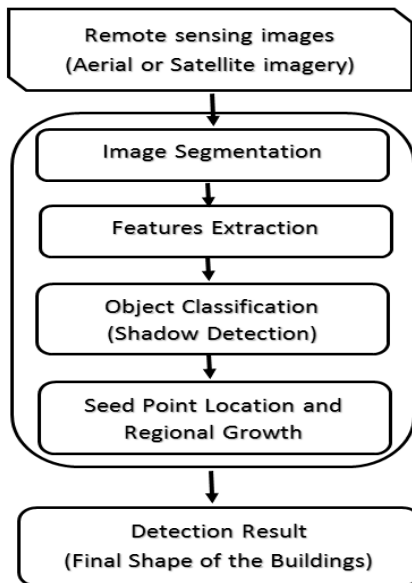 Remote sensing images
(Aerial or Satellite imagery)
Image Segmentation
Features Extraction
Object Classification
(Shadow Detection)
Seed Point Location and
Regional Growth
Detection Result
(Final Shape of the Buildings)